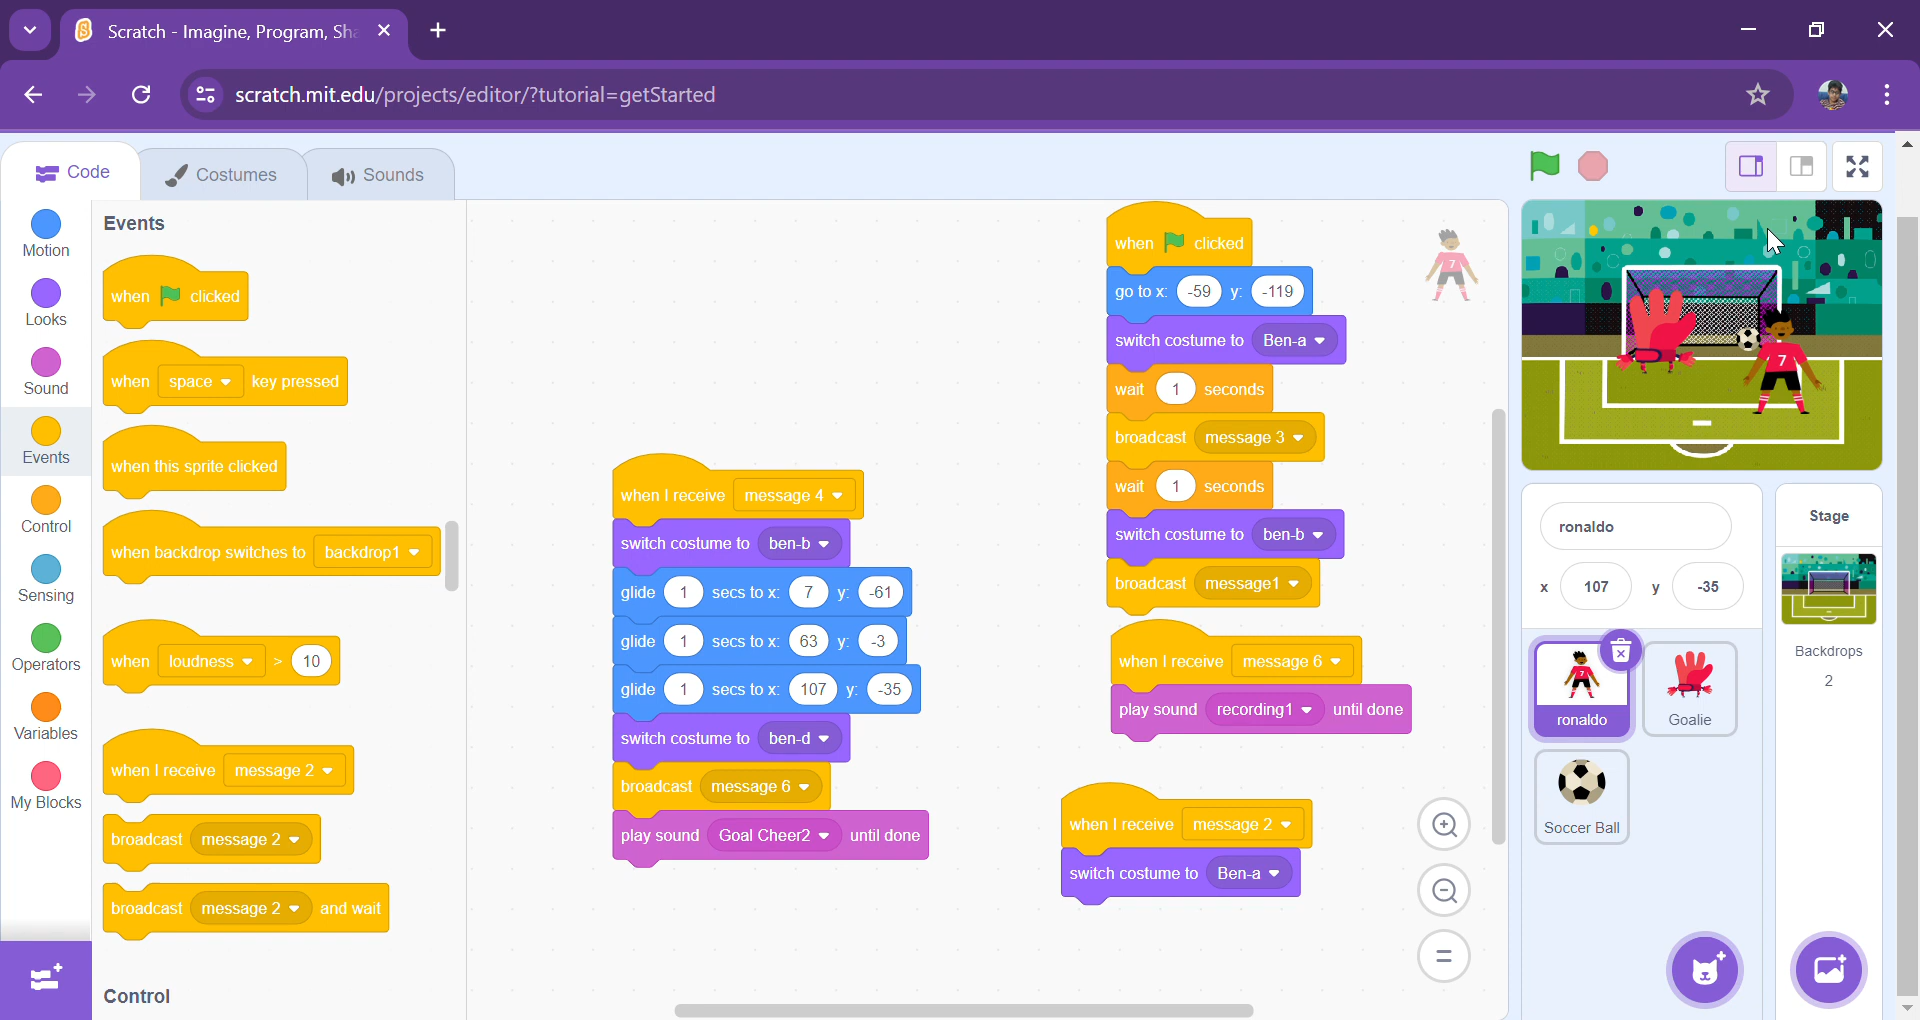 Scratch - Imagine, Program, Sha
scratch.mit.edu/projects/editor/?tutorial=getStarted
Code
Costumes
Sounds
Motion
Looks
Sound
Events
Control
Sensing
Operators
Variables
My Blocks
Events
when clicked
when space key pressed
when this sprite clicked
when backdrop switches to backdrop1
when loudness > 10
when I receive message 2
broadcast message 2
broadcast message 2 and wait
Control
when I receive message 4
switch costume to ben-b
glide 1 secs to x: 7 y: -61
glide 1 secs to x: 63 y: -3
glide 1 secs to x: 107 y: -35
switch costume to ben-d
broadcast message 6
play sound Goal Cheer2 until done
when clicked
go to x: -59 y: -119
switch costume to Ben-a
wait 1 seconds
broadcast message 3
wait 1 seconds
switch costume to ben-b
broadcast message1
when I receive message 6
play sound recording1 until done
when I receive message 2
switch costume to Ben-a
7
7
ronaldo
x 107 y -35
ronaldo
Goalie
Soccer Ball
Stage
Backdrops
2